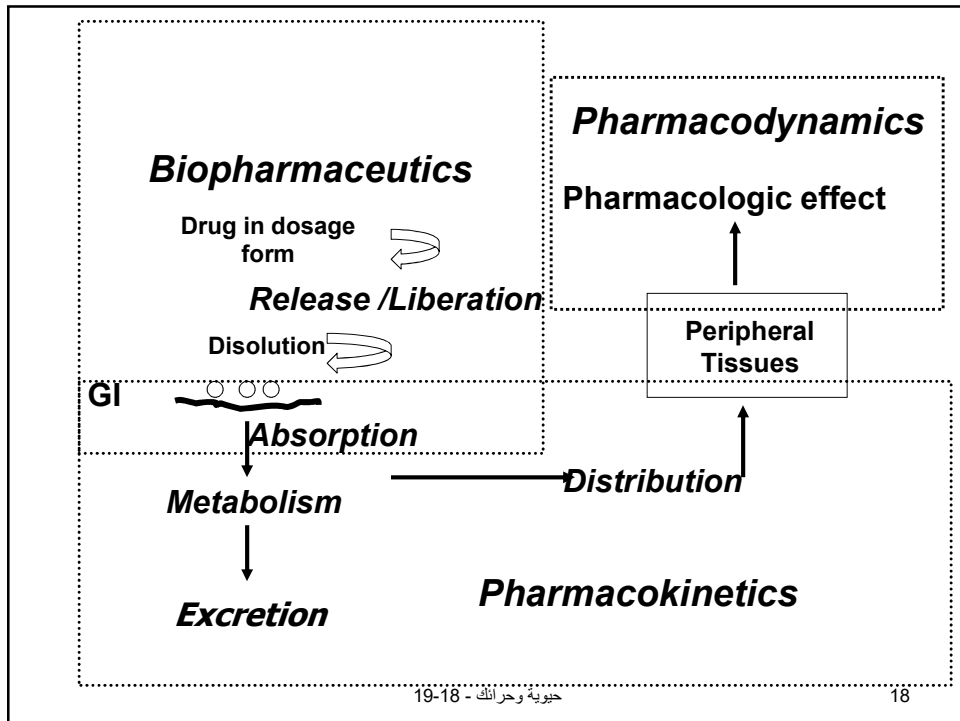 Pharmacodynamics
Biopharmaceutics
Pharmacologic effect
Drug in dosage
form
Release /Liberation
Peripheral
Tissues
Disolution
GI
Absorption
Distribution
Metabolism
Pharmacokinetics
Excretion
حيوية وحرائك - 18-19
18